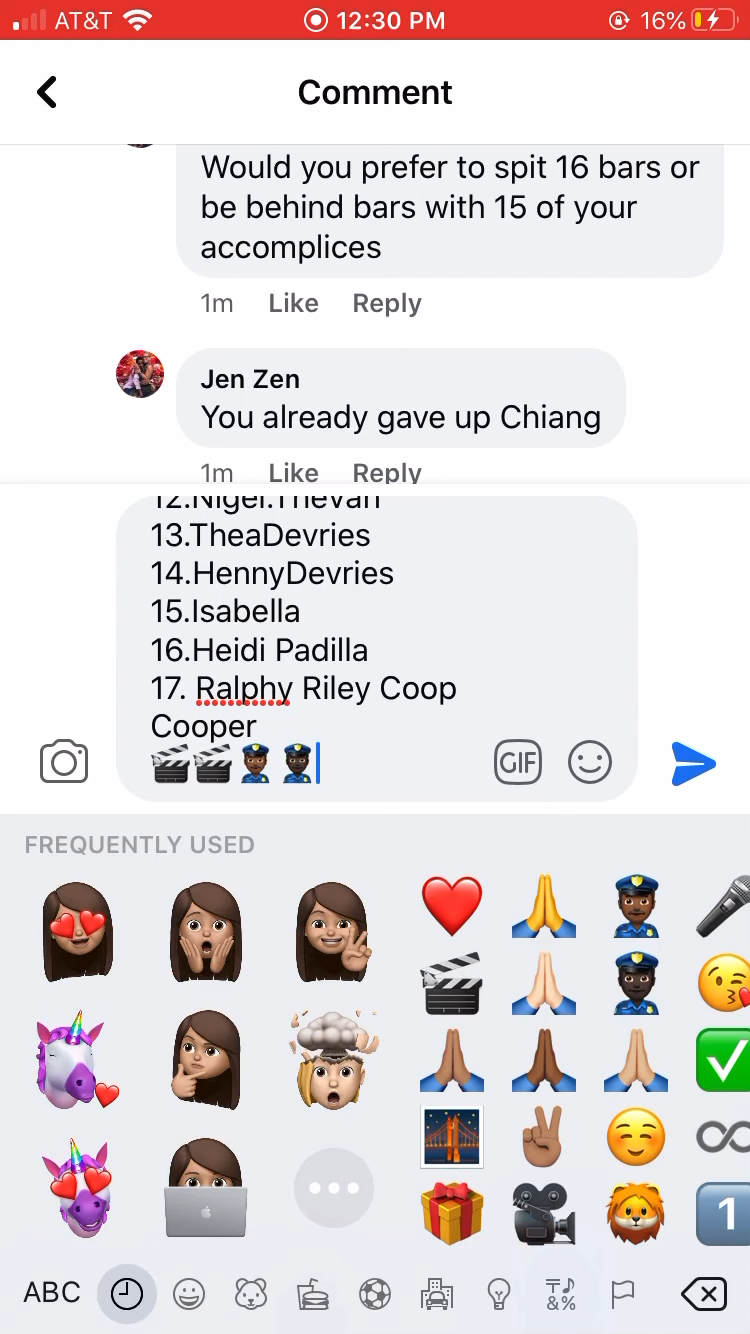 AT&T 12:30 PM 16%
Comment
Would you prefer to spit 16 bars or
be behind bars with 15 of your
accomplices
1m Like Reply
Jen Zen
You already gave up Chiang
1m Like Reply
13.TheaDevries
14.HennyDevries
15.Isabella
16.Heidi Padilla
17. Ralphy Riley Coop
Cooper
GIF
FREQUENTLY USED
1
ABC
&%